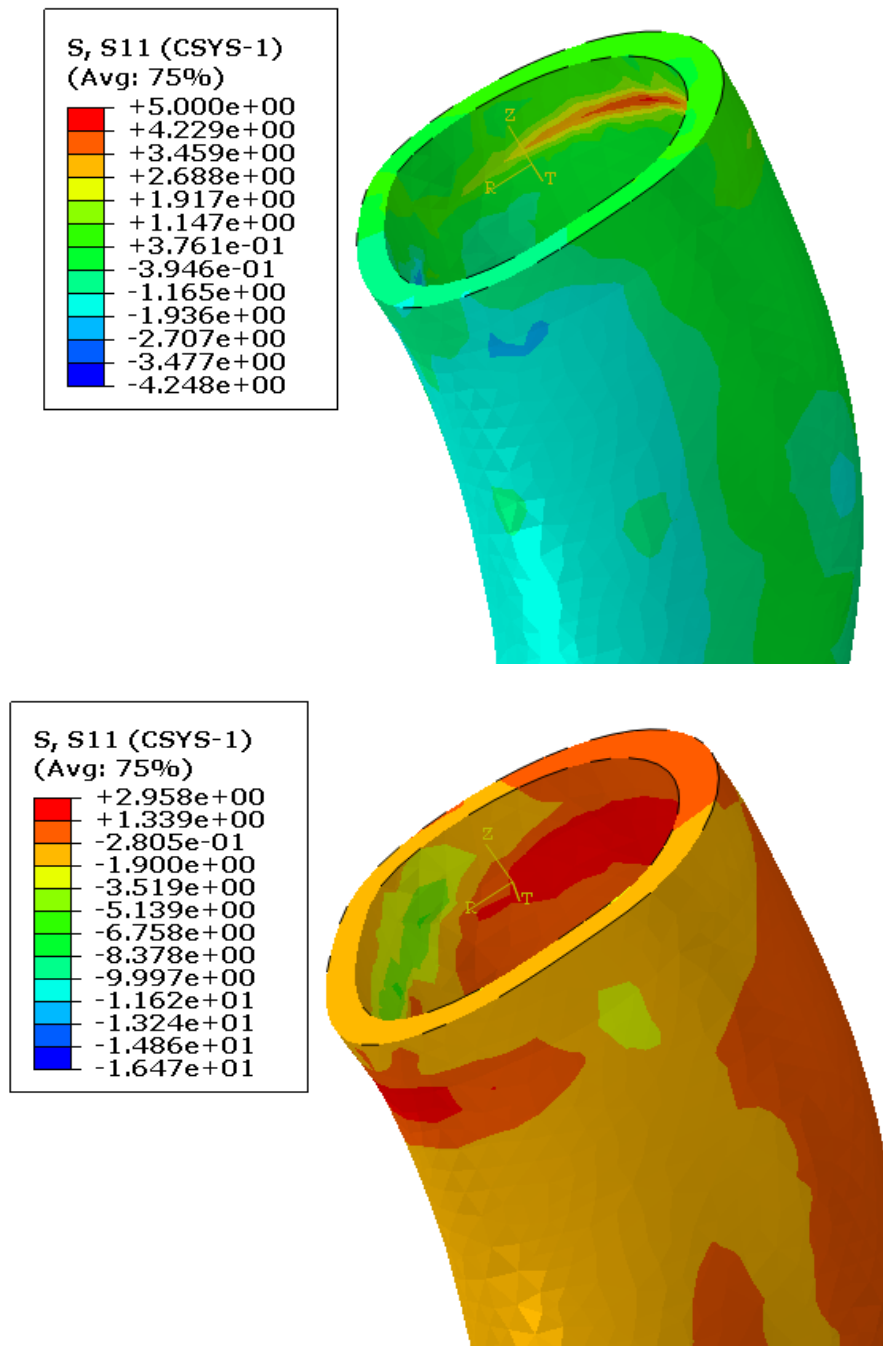 S, S11 (CSYS-1)
(Avg: 75%)
+5.000e+00
+4.229e+00
+3.459e+00
+2.688e+00
+1.917e+00
+1.147e+00
+3.761e-01
-3.946e-01
-1.165e+00
-1.936e+00
-2.707e+00
-3.477e+00
-4.248e+00
Z
R
T
S, S11 (CSYS-1)
(Avg: 75%)
+2.958e+00
+1.339e+00
-2.805e-01
-1.900e+00
-3.519e+00
-5.139e+00
-6.758e+00
-8.378e+00
-9.997e+00
-1.162e+01
-1.324e+01
-1.486e+01
-1.647e+01
Z
R
T